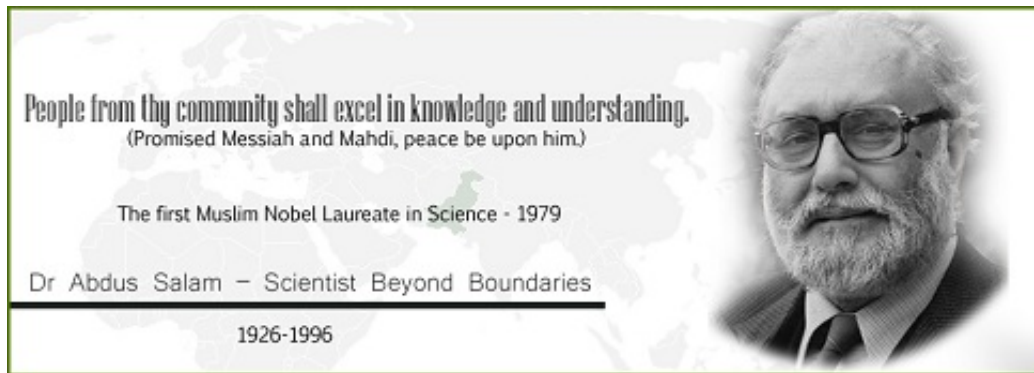 People from thy community shall excel in knowledge and understanding.
(Promised Messiah and Mahdi, peace be upon him.)
The first Muslim Nobel Laureate in Science - 1979
Dr Abdus Salam – Scientist Beyond Boundaries
1926-1996